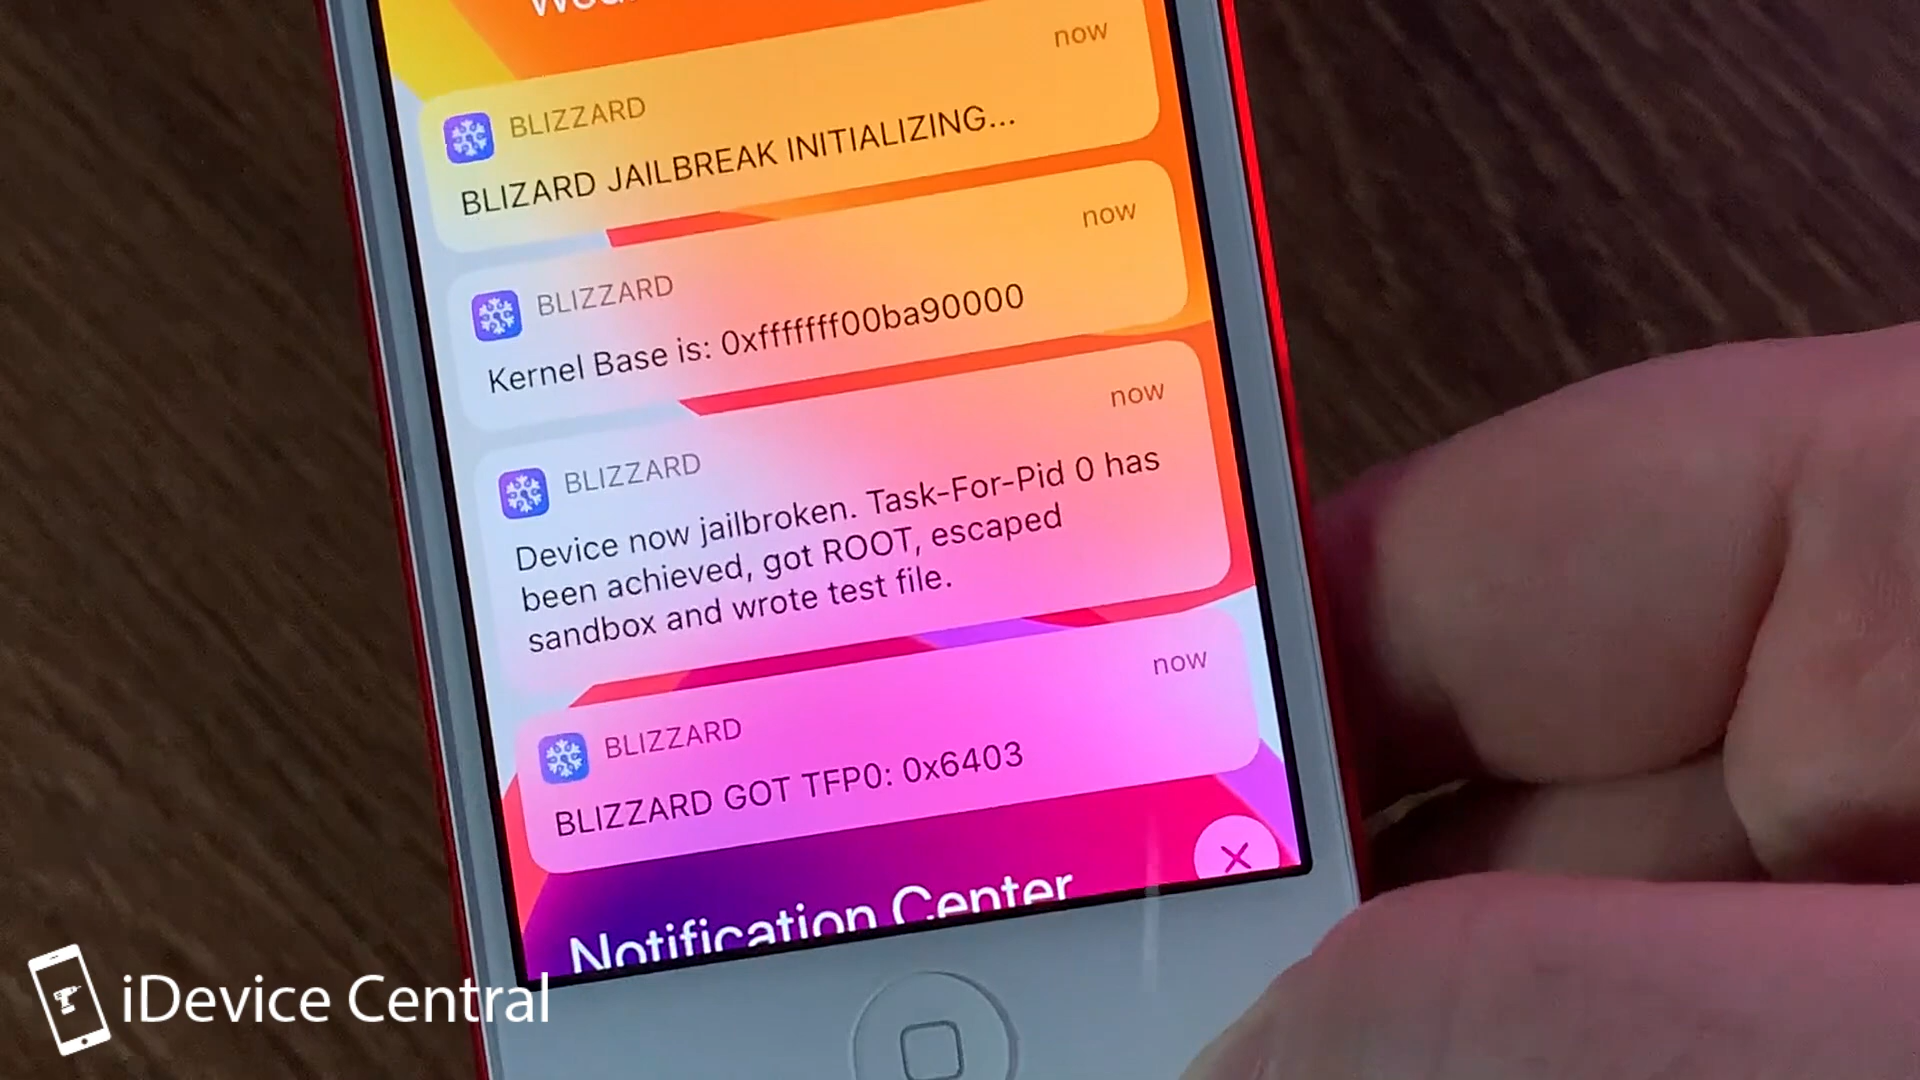 now
BLIZZARD
BLIZARD JAILBREAK INITIALIZING...
now
BLIZZARD
Kernel Base is: 0xfffffff00ba90000
now
BLIZZARD
Device now jailbroken. Task-For-Pid 0 has
been achieved, got ROOT, escaped
sandbox and wrote test file.
now
BLIZZARD
BLIZZARD GOT TFP0: 0x6403
Notification Center
iDevice Central